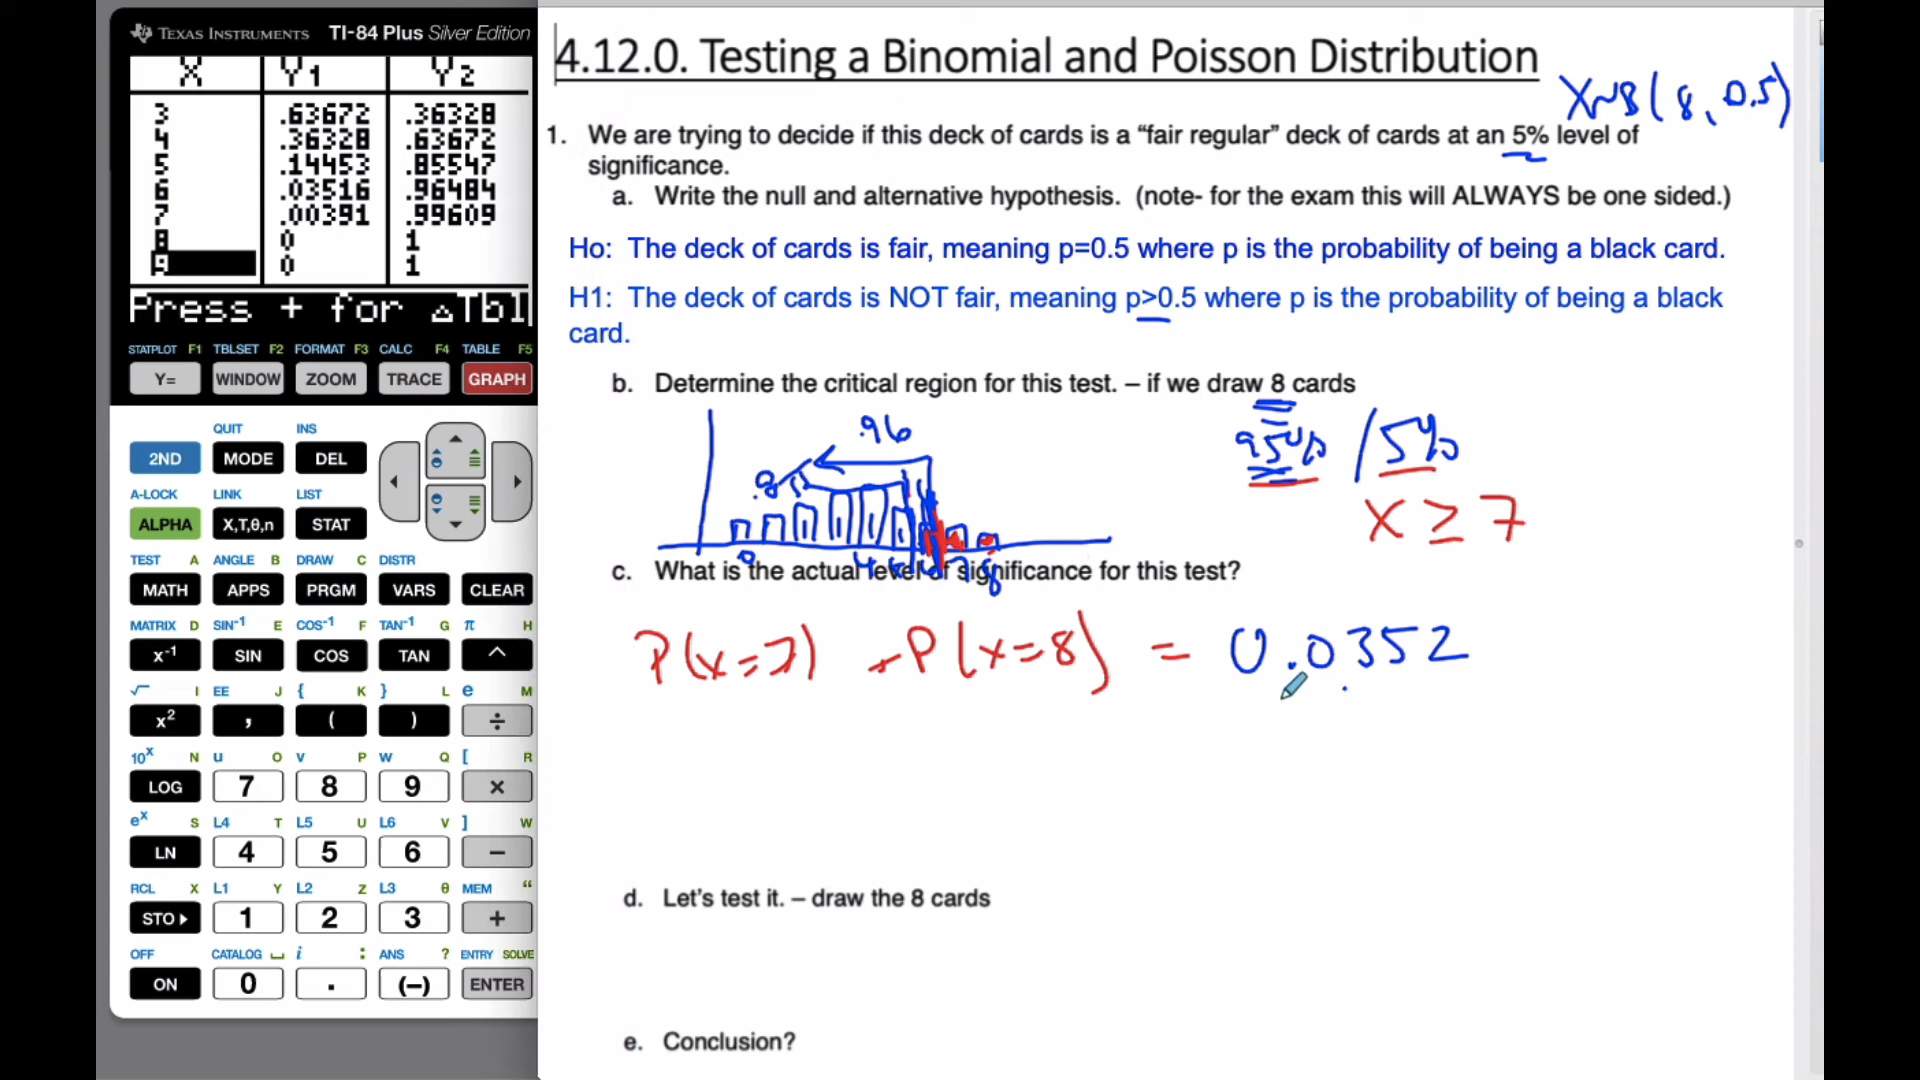 TEXAS INSTRUMENTS TI-84 Plus Silver Edition
X Y1 Y2
3 .63672 .36328
4 .36328 .63672
5 .14453 .85547
6 .03516 .96484
7 .00391 .99609
8 0 1
9 0 1
Press + for △Tbl
STATPLOT F1 TBLSET F2 FORMAT F3 CALC F4 TABLE F5
Y= WINDOW ZOOM TRACE GRAPH
QUIT INS
2ND MODE DEL
A-LOCK LINK LIST
ALPHA X,T,θ,n STAT
TEST A ANGLE B DRAW C DISTR
MATH APPS PRGM VARS CLEAR
MATRIX D SIN⁻¹ E COS⁻¹ F TAN⁻¹ G π H
x⁻¹ SIN COS TAN ^
√ I EE J { K } L e M
x² , ( ) ÷
10ˣ N u O v P w Q [ R
LOG 7 8 9 ×
eˣ S L4 T L5 U L6 V ] W
LN 4 5 6 −
RCL X L1 Y L2 Z L3 θ MEM “
STO▸ 1 2 3 +
OFF CATALOG ⎵ i : ANS ? ENTRY SOLVE
ON 0 . (−) ENTER
4.12.0. Testing a Binomial and Poisson Distribution
X~B(8, 0.5)
1. We are trying to decide if this deck of cards is a “fair regular” deck of cards at an 5% level of
significance.
a. Write the null and alternative hypothesis. (note- for the exam this will ALWAYS be one sided.)
Ho: The deck of cards is fair, meaning p=0.5 where p is the probability of being a black card.
H1: The deck of cards is NOT fair, meaning p>0.5 where p is the probability of being a black
card.
b. Determine the critical region for this test. – if we draw 8 cards
.96
95% / 5%
X ≥ 7
0 4 7 8
c. What is the actual level of significance for this test?
P(x=7) + P(x=8) = 0.0352
d. Let’s test it. – draw the 8 cards
e. Conclusion?